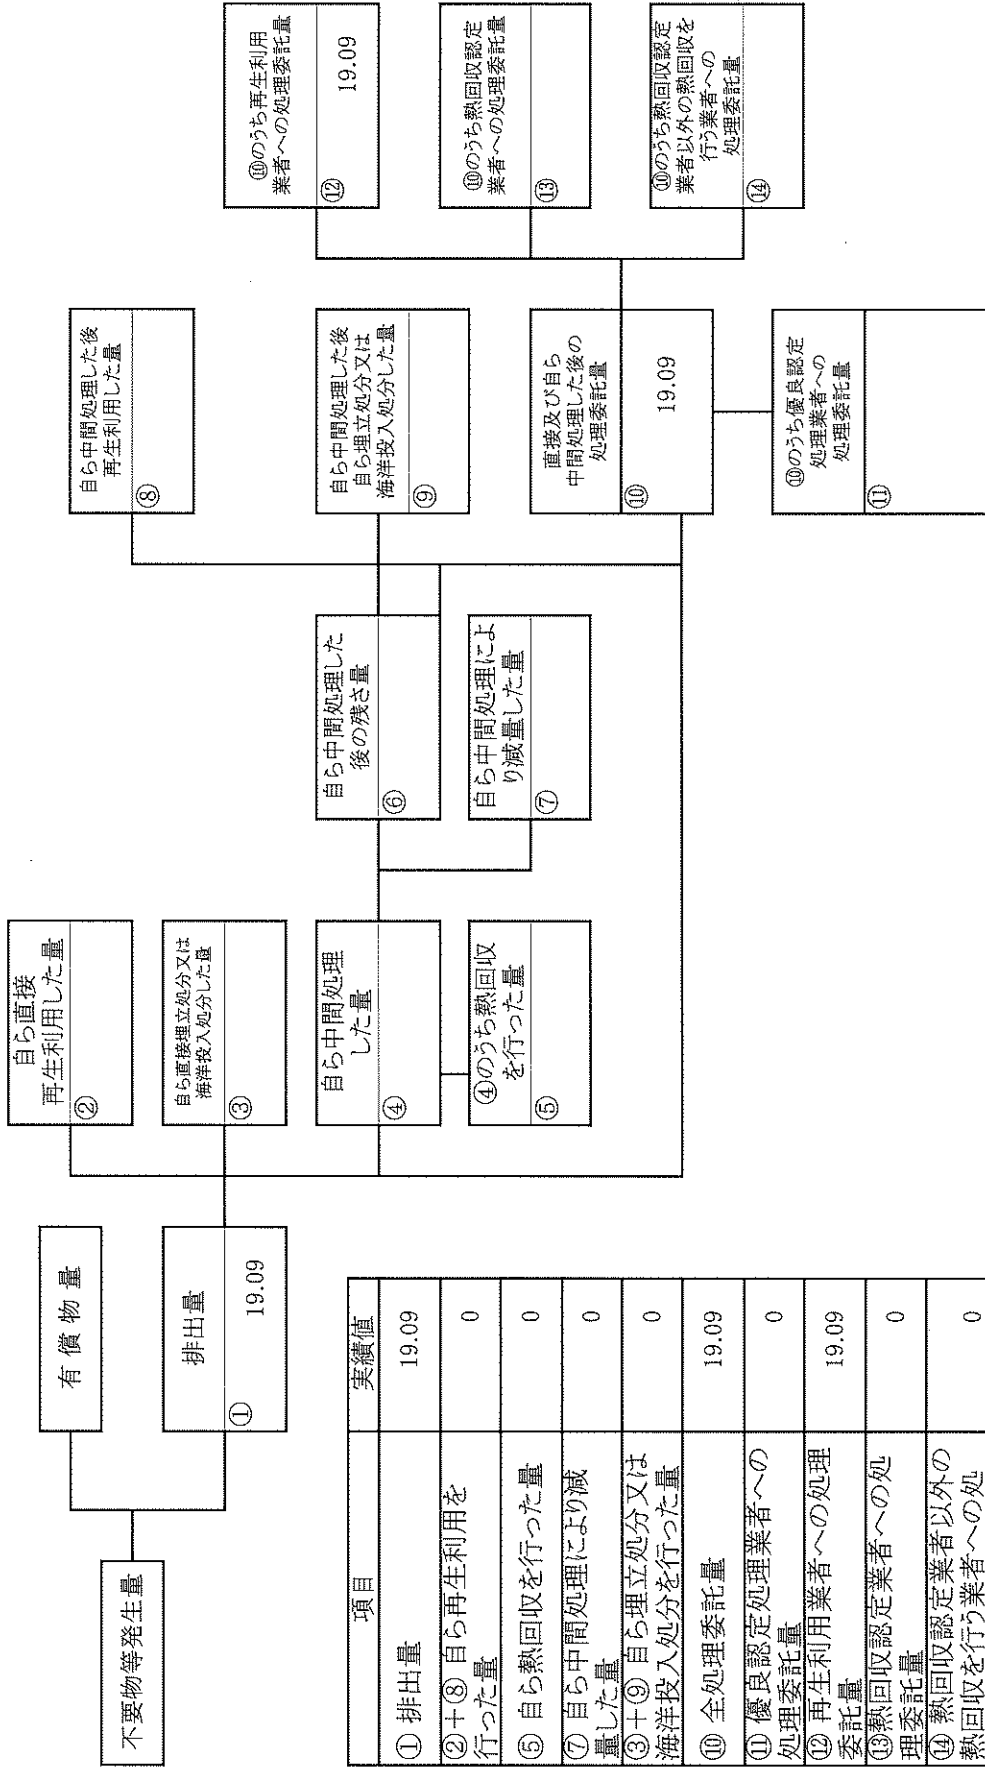 不要物等発生量
有償物量
排出量
①
19.09
自ら直接
再生利用した量
②
自ら直接埋立処分又は
海洋投入処分した量
③
自ら中間処理
した量
④
④のうち熱回収
を行った量
⑤
自ら中間処理した
後の残さ量
⑥
自ら中間処理によ
り減量した量
⑦
自ら中間処理した後
再生利用した量
⑧
自ら中間処理した後
自ら埋立処分又は
海洋投入処分した量
⑨
直接及び自ら
中間処理した後の
処理委託量
⑩
19.09
⑩のうち優良認定
処理業者への
処理委託量
⑪
⑩のうち再生利用
業者への処理委託量
⑫
19.09
⑩のうち熱回収認定
業者への処理委託量
⑬
⑩のうち熱回収認定
業者以外の熱回収を
行う業者への
処理委託量
⑭
項目 実績値
① 排出量 19.09
②+⑧ 自ら再生利用を
行った量 0
⑤ 自ら熱回収を行った量 0
⑦ 自ら中間処理により減
量した量 0
③+⑨ 自ら埋立処分又は
海洋投入処分を行った量 0
⑩ 全処理委託量 19.09
⑪ 優良認定処理業者への
処理委託量 0
⑫ 再生利用業者への処理
委託量 19.09
⑬熱回収認定業者への処
理委託量 0
⑭ 熱回収認定業者以外の
熱回収を行う業者への処 0